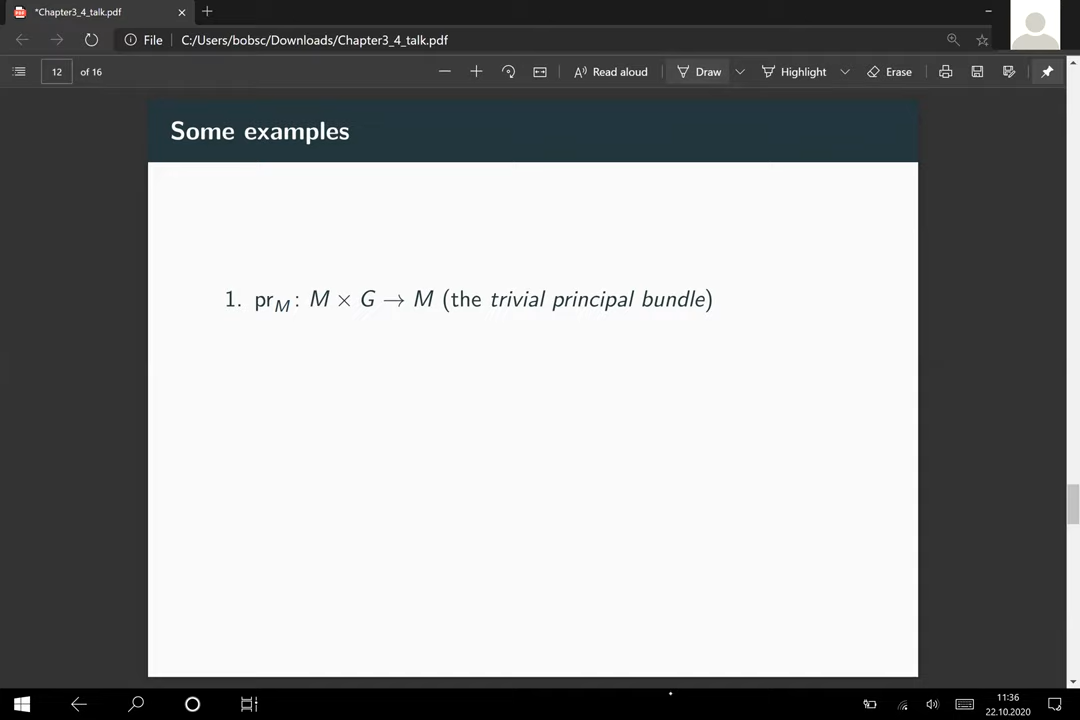 *Chapter3_4_talk.pdf
File C:/Users/bobsc/Downloads/Chapter3_4_talk.pdf
12 of 16 Read aloud Draw Highlight Erase
Some examples
1. pr_M : M × G → M (the trivial principal bundle)
11:36
22.10.2020